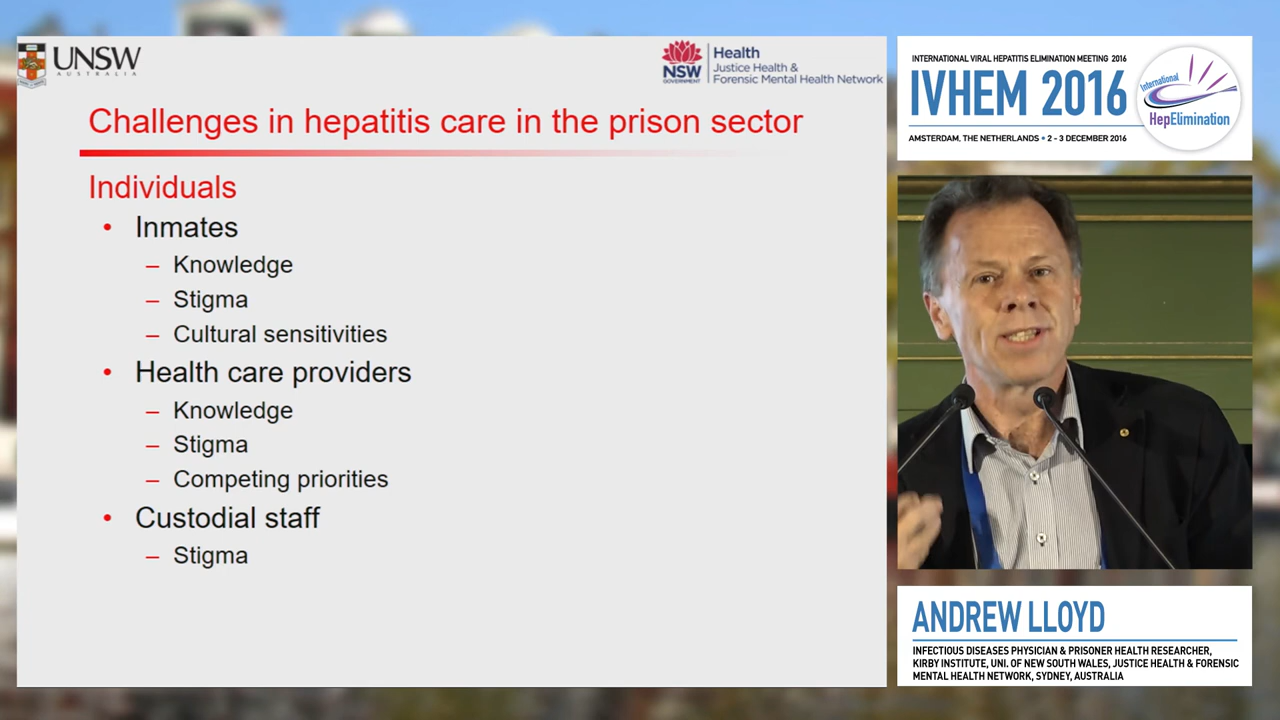 UNSW
AUSTRALIA
NSW
GOVERNMENT
Health
Justice Health &
Forensic Mental Health Network
Challenges in hepatitis care in the prison sector
Individuals
• Inmates
– Knowledge
– Stigma
– Cultural sensitivities
• Health care providers
– Knowledge
– Stigma
– Competing priorities
• Custodial staff
– Stigma
INTERNATIONAL VIRAL HEPATITIS ELIMINATION MEETING 2016
IVHEM 2016
AMSTERDAM, THE NETHERLANDS • 2 - 3 DECEMBER 2016
International
HepElimination
ANDREW LLOYD
INFECTIOUS DISEASES PHYSICIAN & PRISONER HEALTH RESEARCHER,
KIRBY INSTITUTE, UNI. OF NEW SOUTH WALES, JUSTICE HEALTH & FORENSIC
MENTAL HEALTH NETWORK, SYDNEY, AUSTRALIA